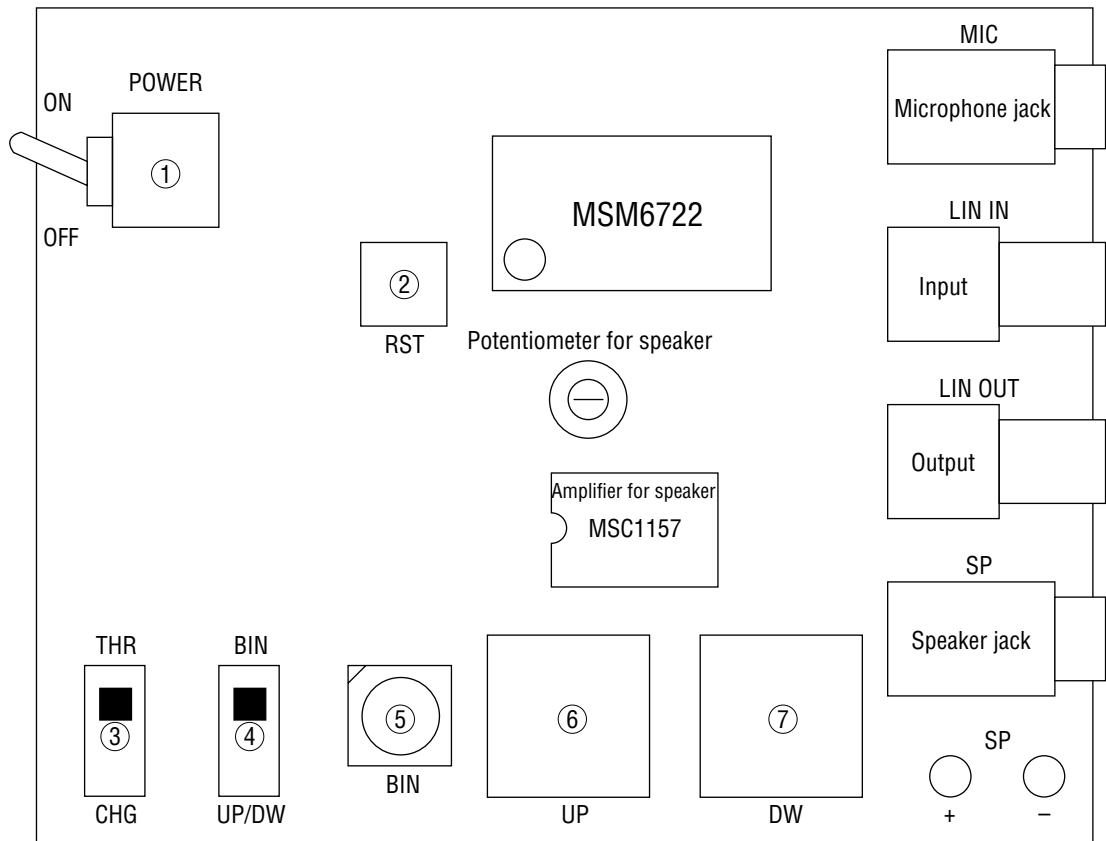 MIC
POWER
ON
Microphone jack
①
MSM6722
LIN IN
OFF
②
Input
RST
Potentiometer for speaker
LIN OUT
Output
Amplifier for speaker
MSC1157
SP
THR
BIN
Speaker jack
③
④
⑤
⑥
⑦
SP
BIN
CHG
UP/DW
UP
DW
+
−